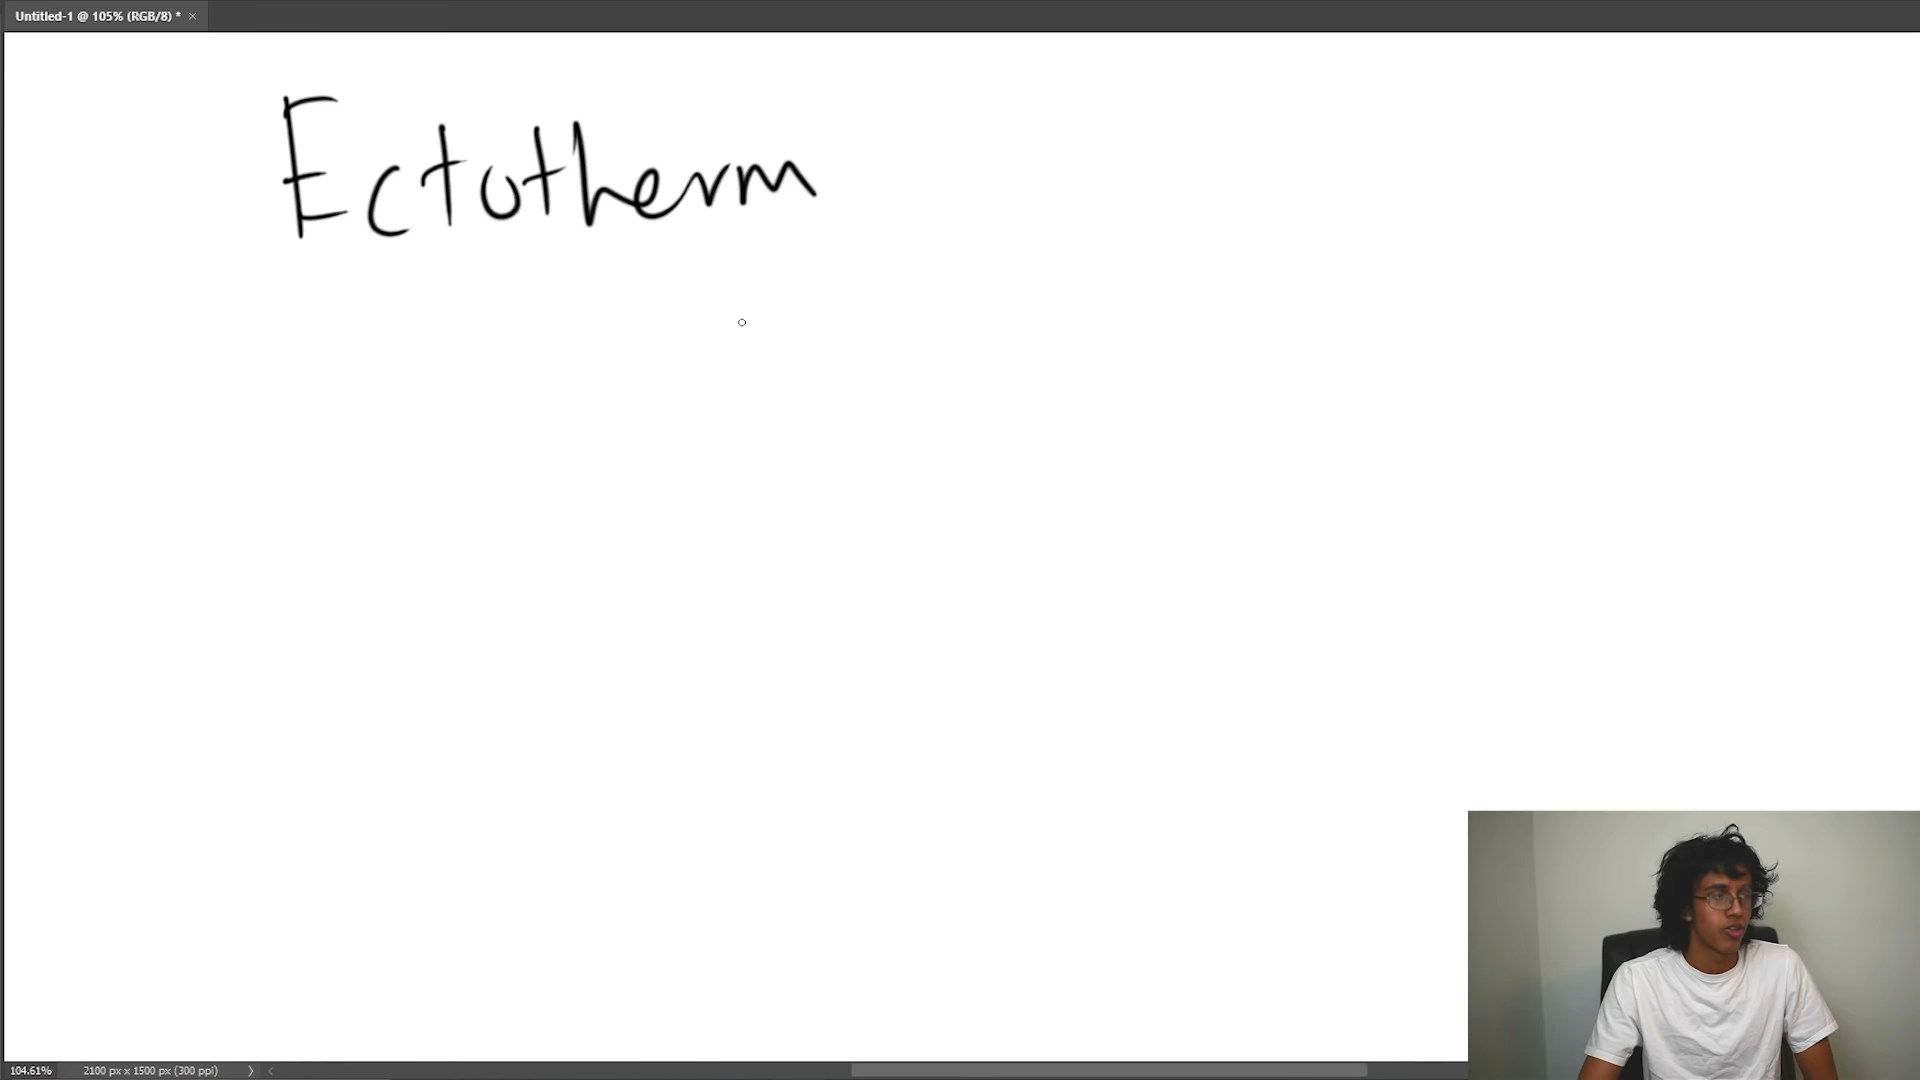 Untitled-1 @ 105% (RGB/8) *
Ectotherm
104.61% 2100 px x 1500 px (300 ppi)